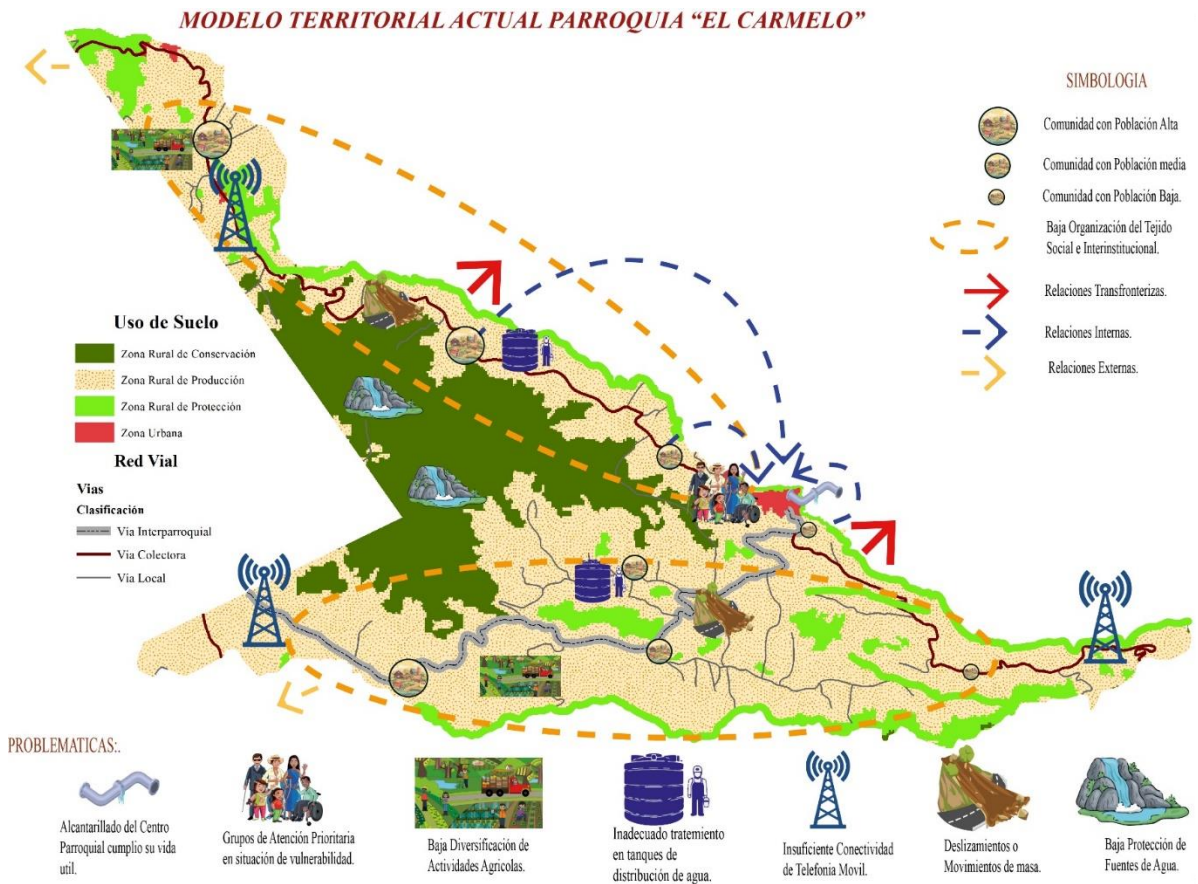 MODELO TERRITORIAL ACTUAL PARROQUIA “EL CARMELO”
SIMBOLOGIA
Comunidad con Población Alta
Comunidad con Población media
Comunidad con Población Baja.
Baja Organización del Tejido
Social e Interinstitucional.
Relaciones Transfronterizas.
Relaciones Internas.
Relaciones Externas.
Uso de Suelo
Zona Rural de Conservación
Zona Rural de Producción
Zona Rural de Protección
Zona Urbana
Red Vial
Vias
Clasificación
Via Interparroquial
Via Colectora
Via Local
PROBLEMATICAS:.
Alcantarillado del Centro
Parroquial cumplio su vida
util.
Grupos de Atención Prioritaria
en situación de vulnerabilidad.
Baja Diversificación de
Actividades Agricolas.
Inadecuado tratemiento
en tanques de
distribución de agua.
Insuficiente Conectividad
de Telefonia Movil.
Deslizamientos o
Movimientos de masa.
Baja Protección de
Fuentes de Agua.